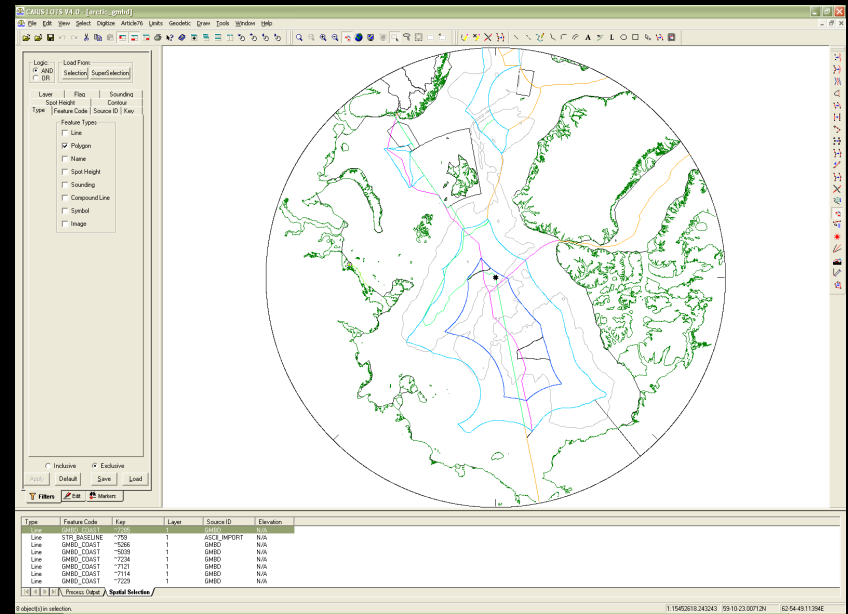 CARIS LOTS V4.0 - [arctic_gmbd]
File Edit View Select Digitize Article76 Limits Geodetic Draw Tools Window Help
Logic:
AND
OR
Load From:
Selection SuperSelection
Layer Flag Sounding
Spot Height Contour
Type Feature Code Source ID Key
Feature Types
Line
Polygon
Name
Spot Height
Sounding
Compound Line
Symbol
Image
Inclusive Exclusive
Apply Default Save Load
Filters Edit Markers
Type Feature Code Key Layer Source ID Elevation
Line GMBD_COAST ~7205 1 GMBD N/A
Line STR_BASELINE ~759 1 ASCII_IMPORT N/A
Line GMBD_COAST ~5266 1 GMBD N/A
Line GMBD_COAST ~5039 1 GMBD N/A
Line GMBD_COAST ~7234 1 GMBD N/A
Line GMBD_COAST ~7121 1 GMBD N/A
Line GMBD_COAST ~7114 1 GMBD N/A
Line GMBD_COAST ~7229 1 GMBD N/A
Process Output Spatial Selection
8 object(s) in selection. 1:15452618.243243 59-10-23.00712N 62-54-49.11394E